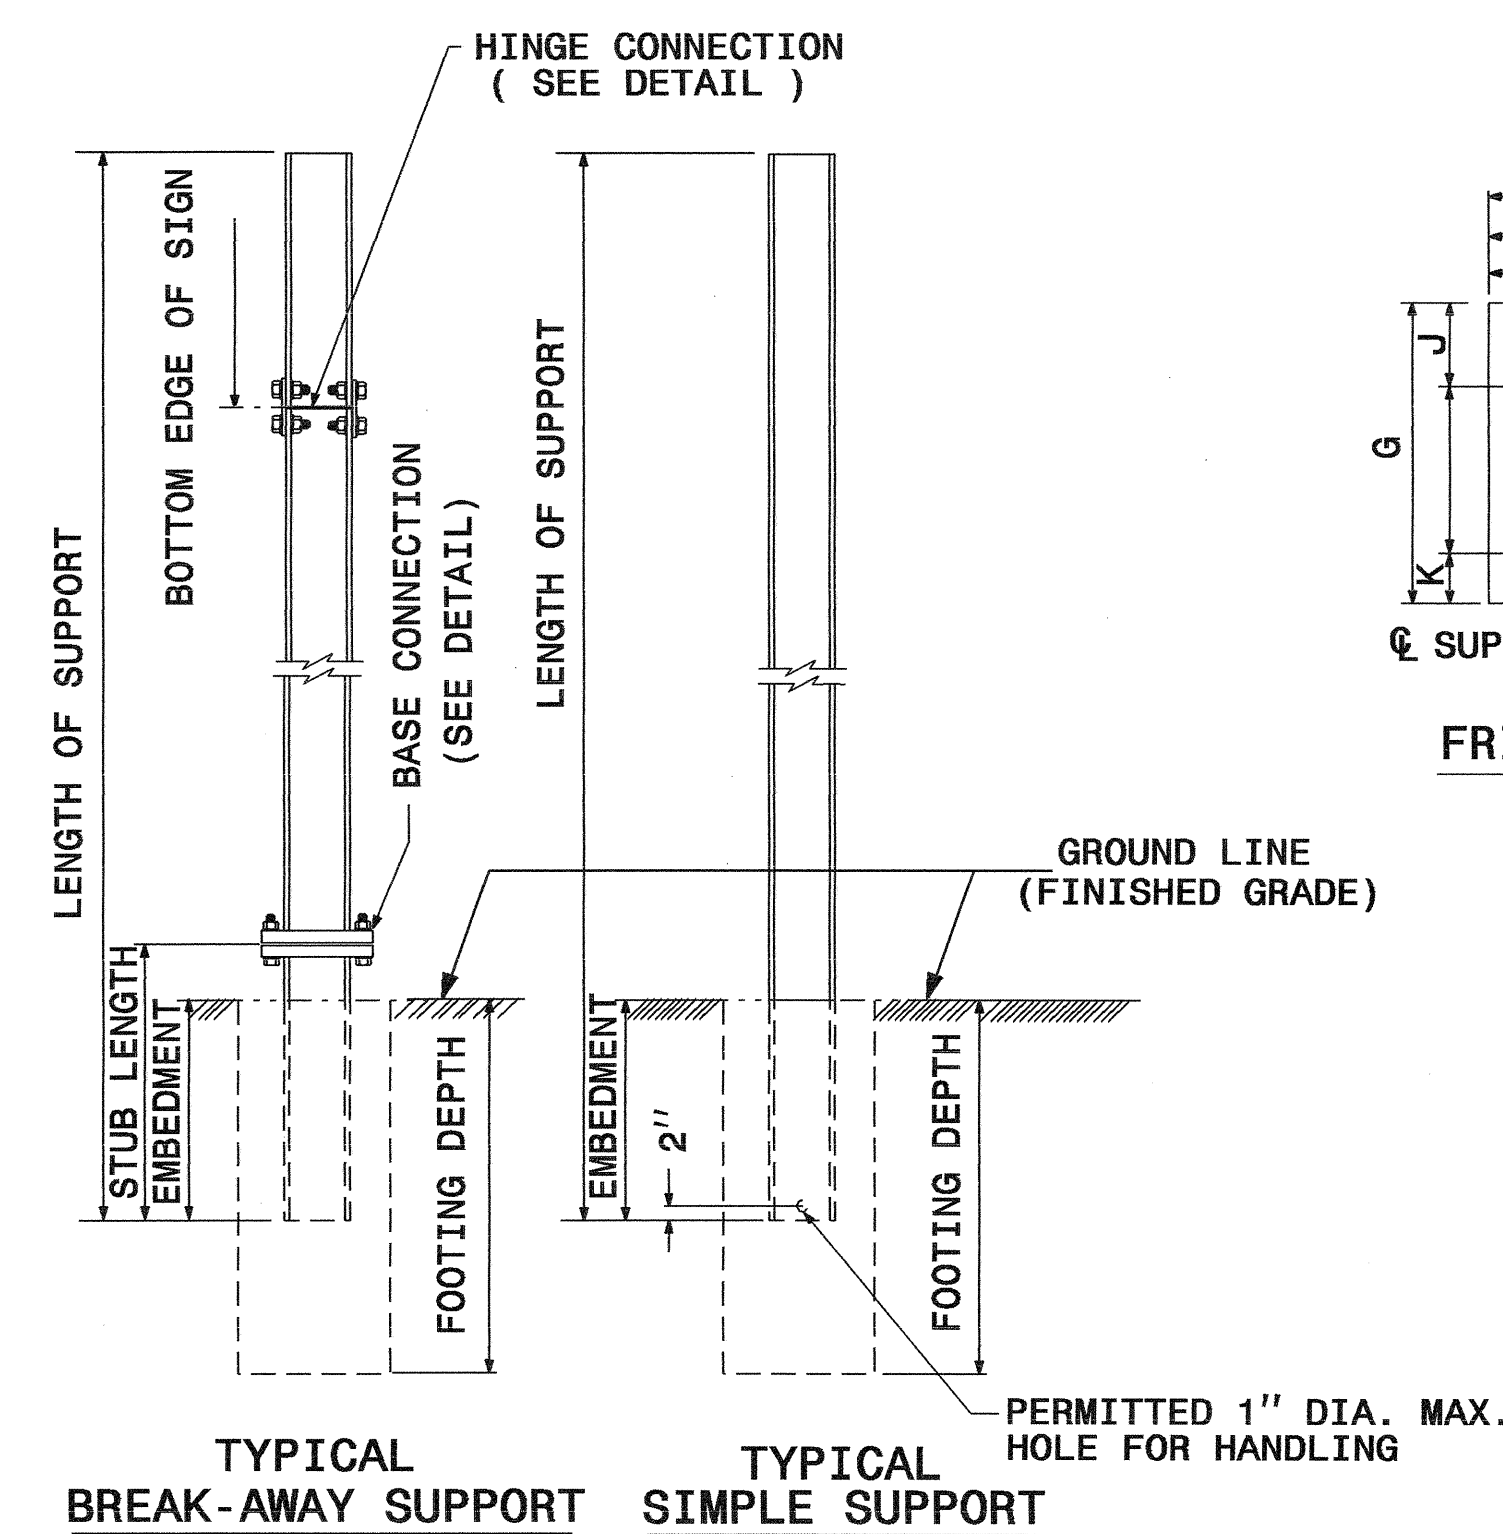 HINGE CONNECTION
( SEE DETAIL )
LENGTH OF SUPPORT
BOTTOM EDGE OF SIGN
BASE CONNECTION
(SEE DETAIL)
STUB LENGTH
EMBEDMENT
FOOTING DEPTH
LENGTH OF SUPPORT
GROUND LINE
(FINISHED GRADE)
EMBEDMENT
2"
FOOTING DEPTH
PERMITTED 1" DIA. MAX.
HOLE FOR HANDLING
TYPICAL
BREAK-AWAY SUPPORT
TYPICAL
SIMPLE SUPPORT
J
G
K
℄ SUP
FRI